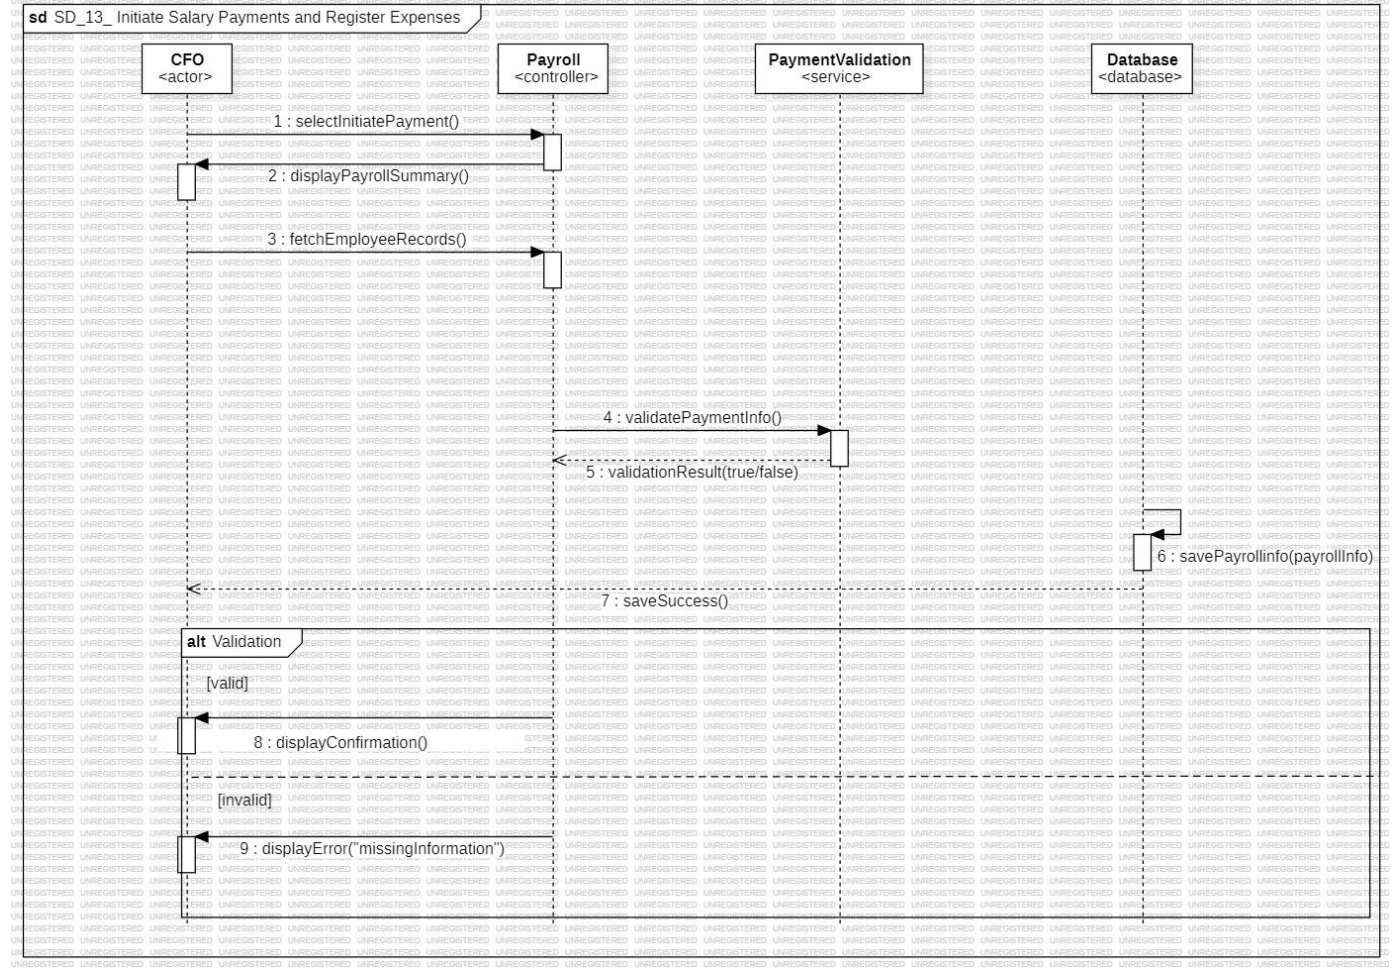 sd SD_13_ Initiate Salary Payments and Register Expenses
CFO
<actor>
Payroll
<controller>
PaymentValidation
<service>
Database
<database>
1 : selectInitiatePayment()
2 : displayPayrollSummary()
3 : fetchEmployeeRecords()
4 : validatePaymentInfo()
5 : validationResult(true/false)
6 : savePayrollinfo(payrollInfo)
7 : saveSuccess()
alt Validation
[valid]
8 : displayConfirmation()
[invalid]
9 : displayError("missingInformation")
UNREGISTERED